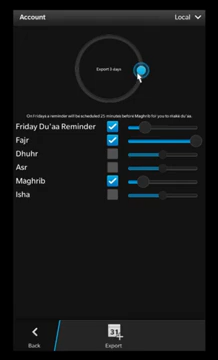 Account
Local
Export 3 days
On Fridays a reminder will be scheduled 15 minutes before Maghrib for you to make du'aa
Friday Du'aa Reminder
Fajr
Dhuhr
Asr
Maghrib
Isha
31
Back
Export